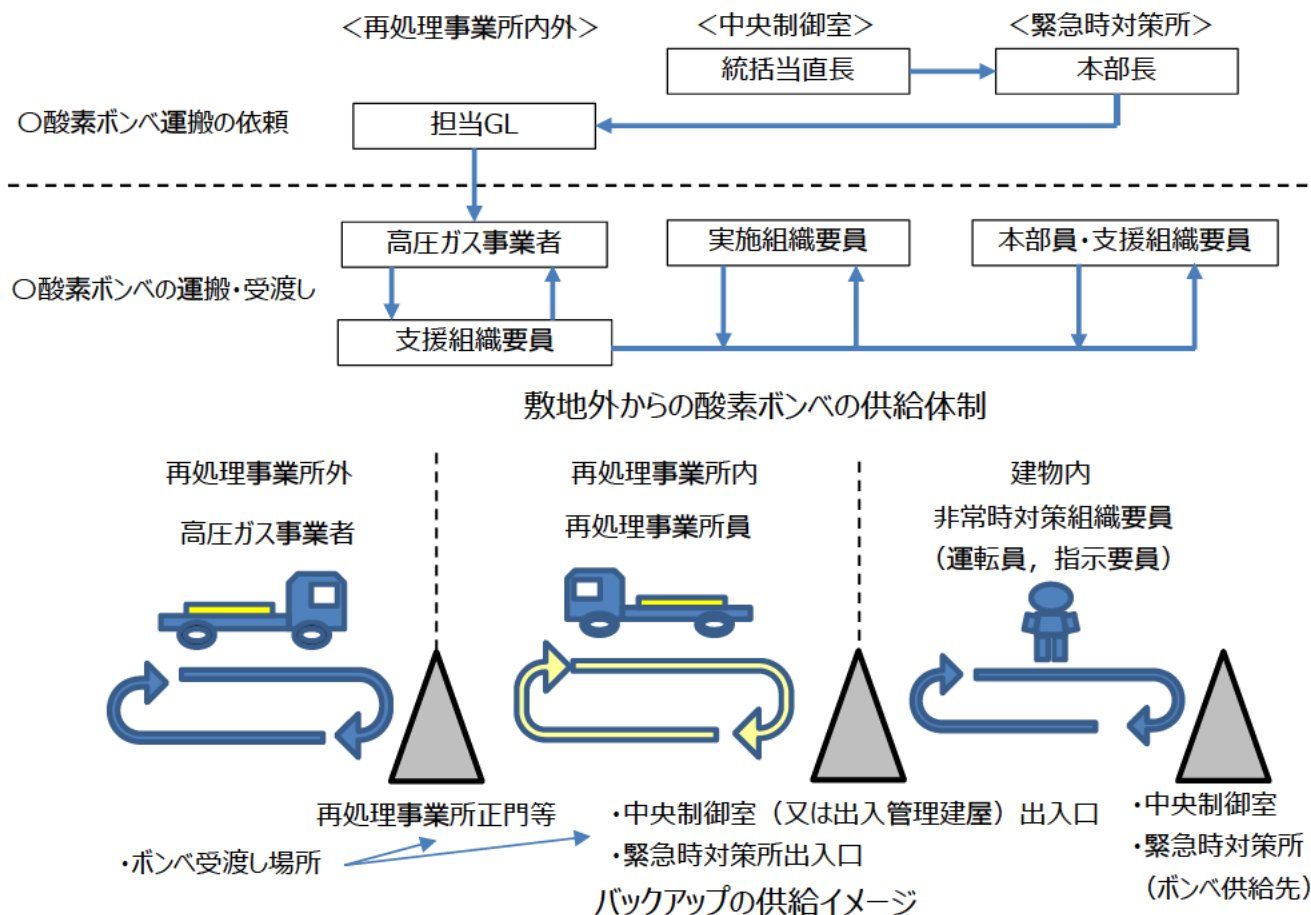 ＜再処理事業所内外＞
＜中央制御室＞
＜緊急時対策所＞
統括当直長
本部長
〇酸素ボンベ運搬の依頼
担当GL
高圧ガス事業者
実施組織要員
本部員・支援組織要員
〇酸素ボンベの運搬・受渡し
支援組織要員
敷地外からの酸素ボンベの供給体制
再処理事業所外
再処理事業所内
建物内
高圧ガス事業者
再処理事業所員
非常時対策組織要員
（運転員，指示要員）
再処理事業所正門等
・ボンベ受渡し場所
・中央制御室（又は出入管理建屋）出入口
・緊急時対策所出入口
・中央制御室
・緊急時対策所
（ボンベ供給先）
バックアップの供給イメージ